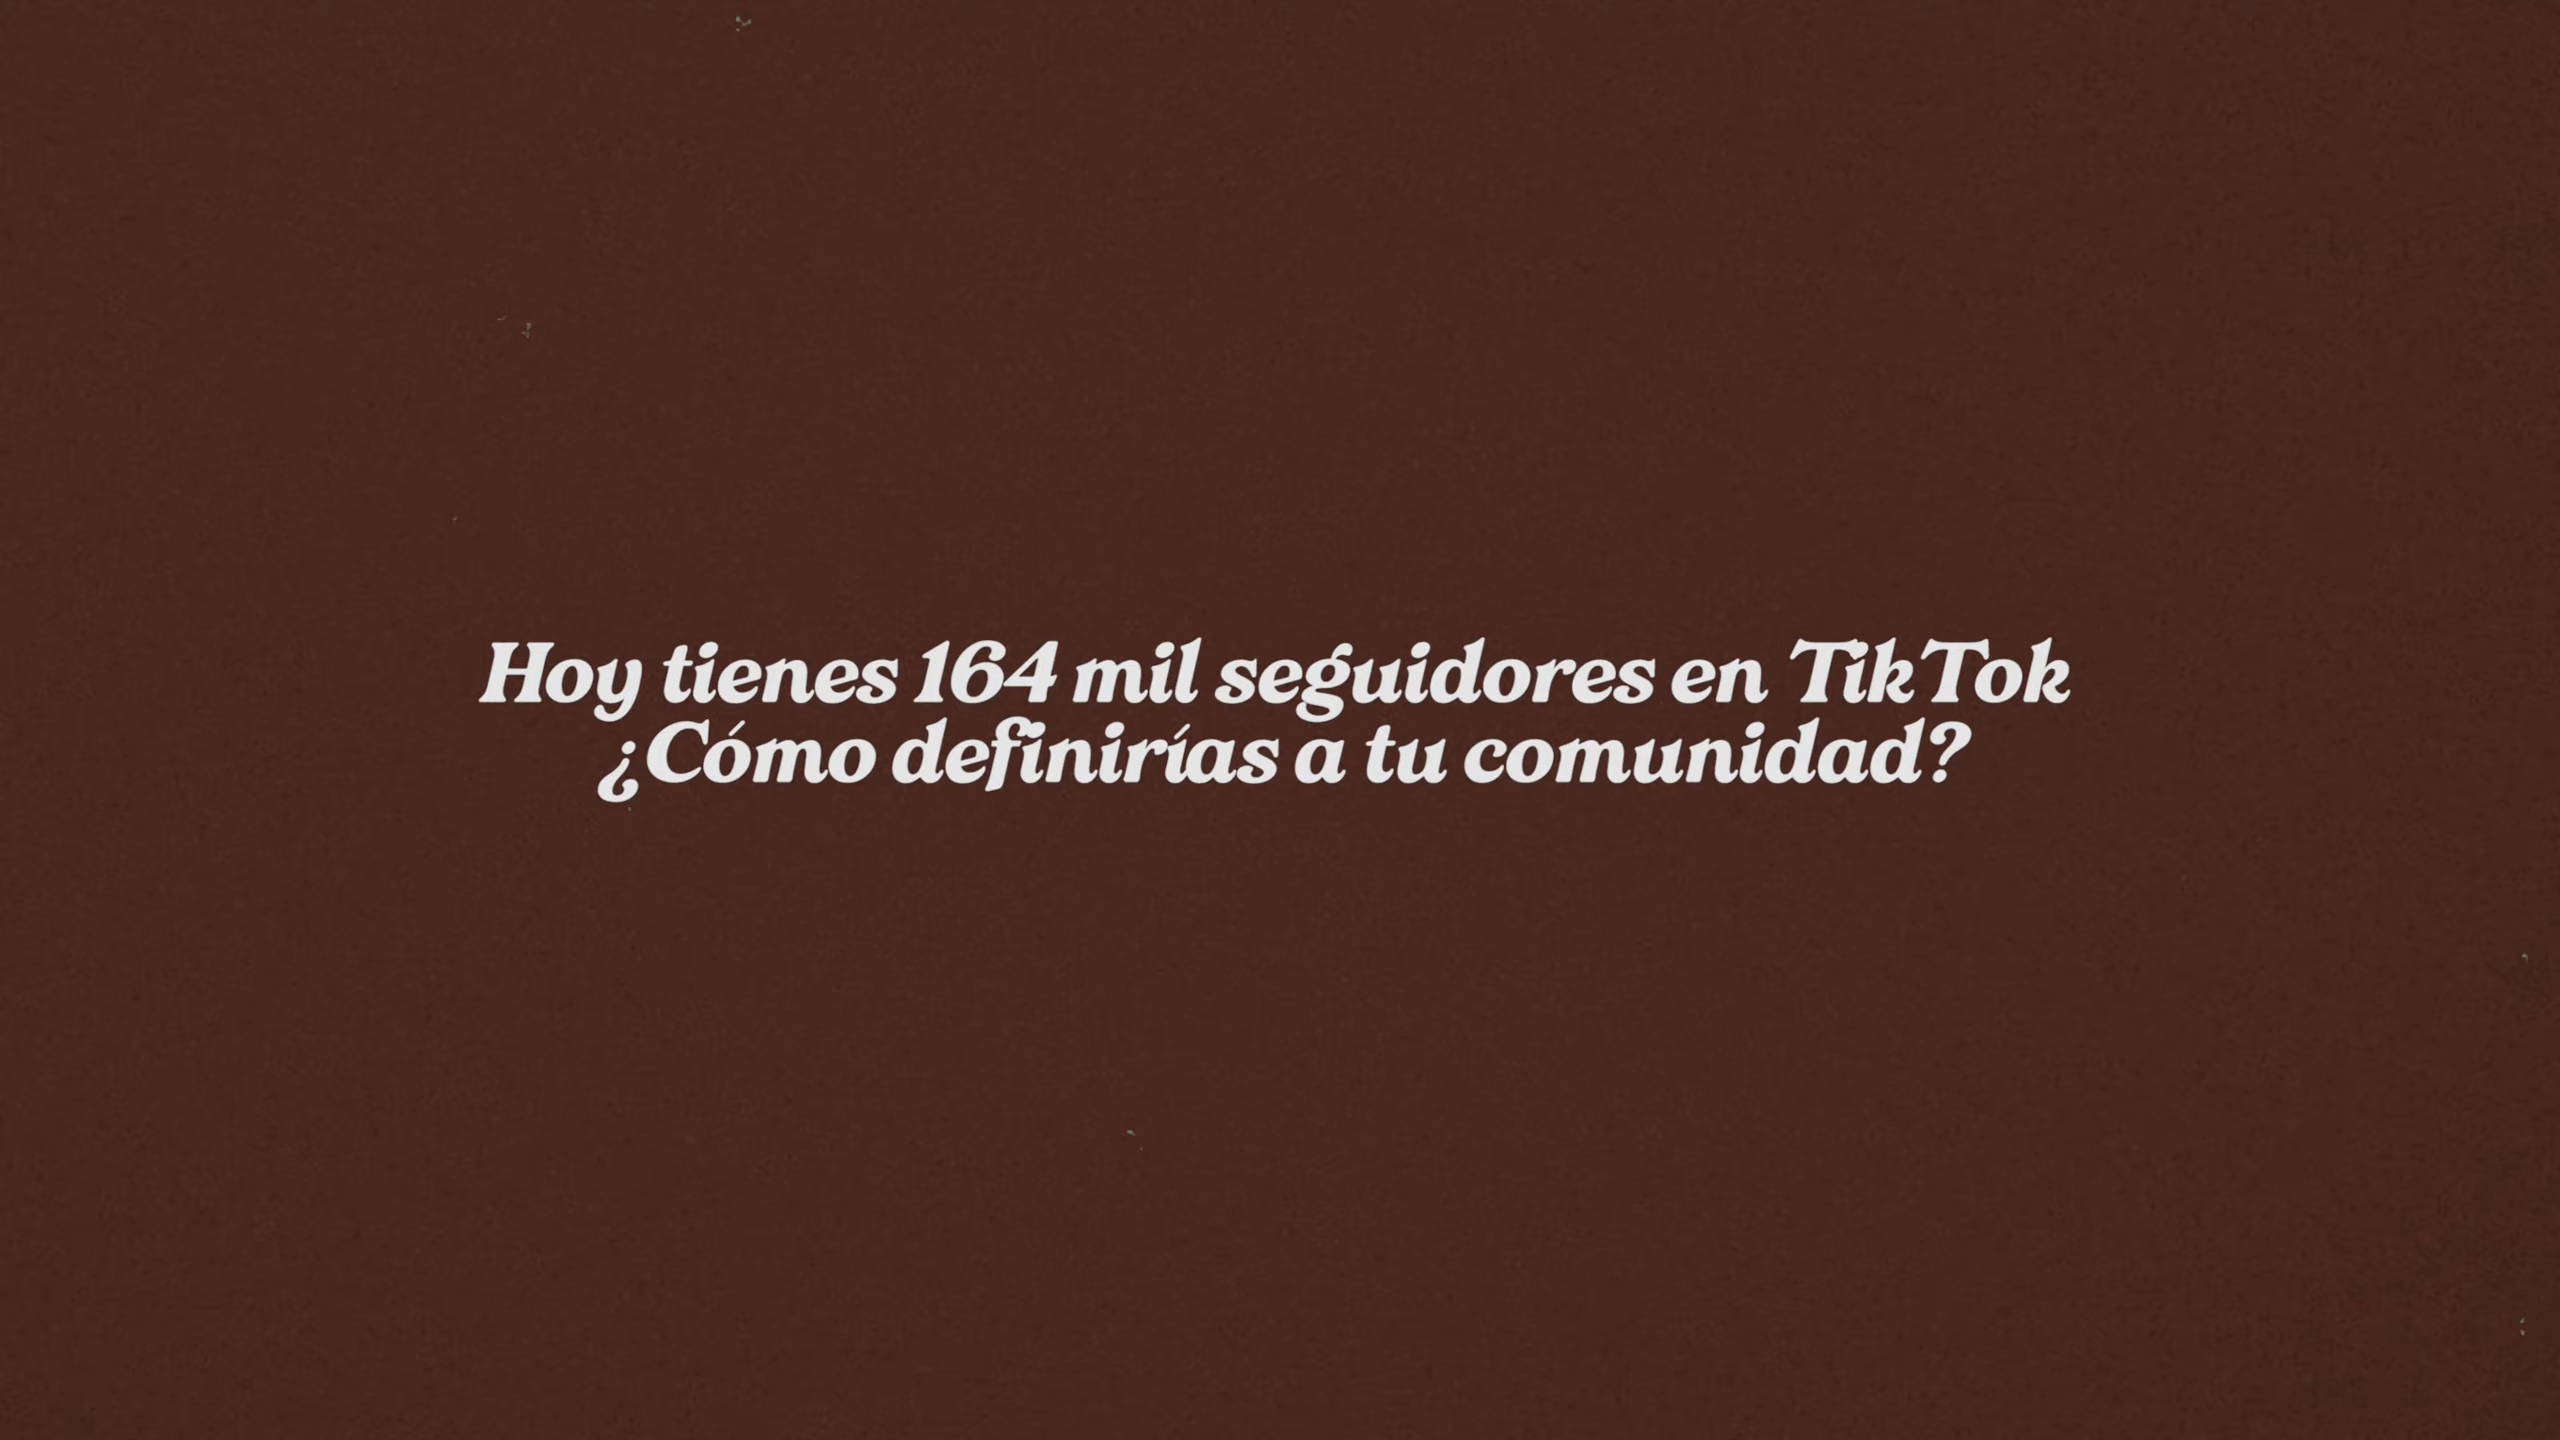 Hoy tienes 164 mil seguidores en TikTok
¿Cómo definirías a tu comunidad?